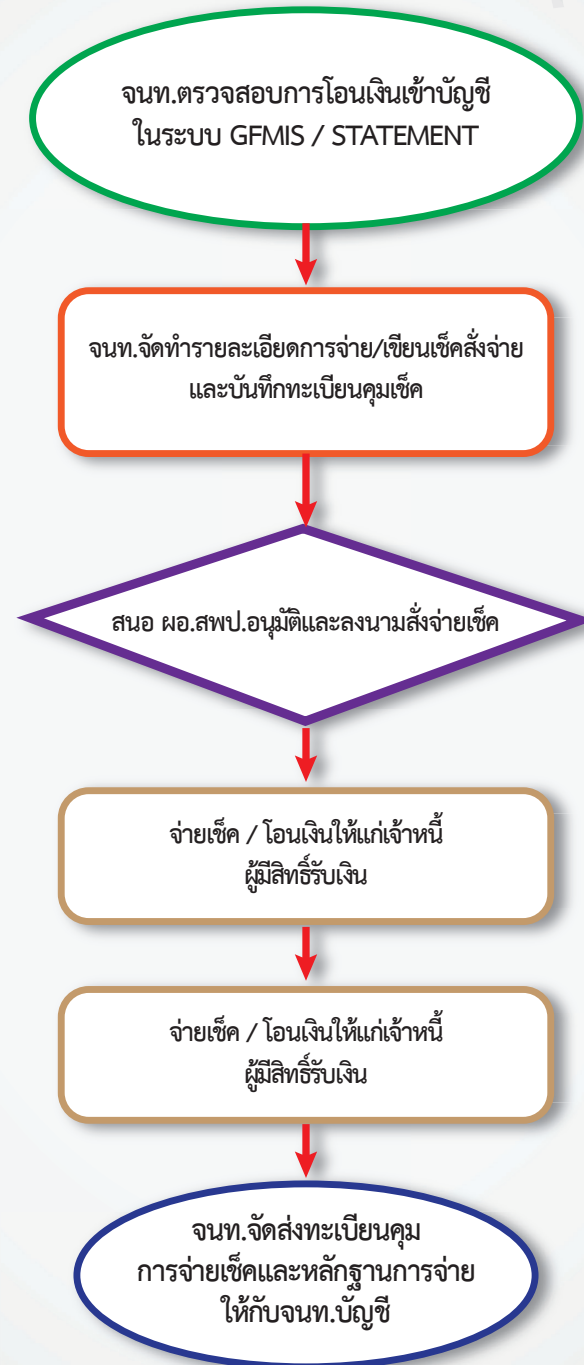 จนท.ตรวจสอบการโอนเงินเข้าบัญชี
ในระบบ GFMIS / STATEMENT
จนท.จัดทำรายละเอียดการจ่าย/เขียนเช็คสั่งจ่าย
และบันทึกทะเบียนคุมเช็ค
สนอ ผอ.สพป.อนุมัติและลงนามสั่งจ่ายเช็ค
จ่ายเช็ค / โอนเงินให้แก่เจ้าหนี้
ผู้มีสิทธิ์รับเงิน
จ่ายเช็ค / โอนเงินให้แก่เจ้าหนี้
ผู้มีสิทธิ์รับเงิน
จนท.จัดส่งทะเบียนคุม
การจ่ายเช็คและหลักฐานการจ่าย
ให้กับจนท.บัญชี